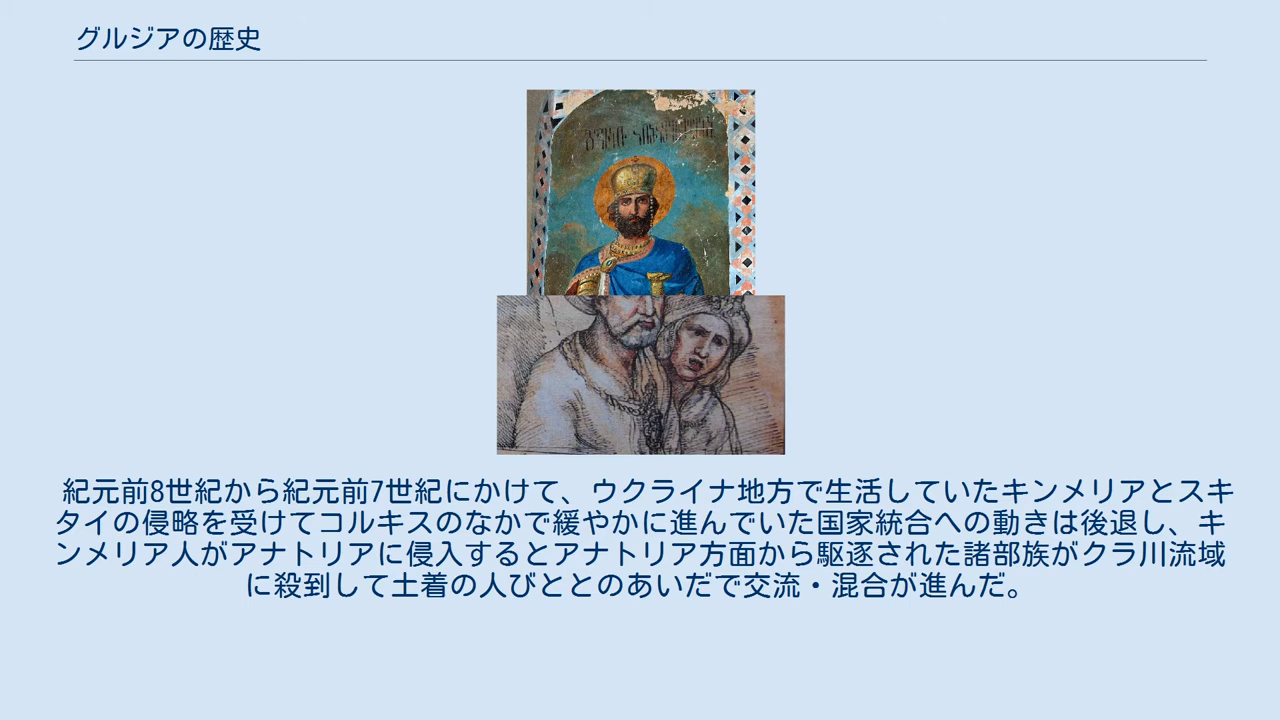 グルジアの歴史
紀元前8世紀から紀元前7世紀にかけて、ウクライナ地方で生活していたキンメリアとスキ
タイの侵略を受けてコルキスのなかで緩やかに進んでいた国家統合への動きは後退し、キ
ンメリア人がアナトリアに侵入するとアナトリア方面から駆逐された諸部族がクラ川流域
に殺到して土着の人びととのあいだで交流・混合が進んだ。